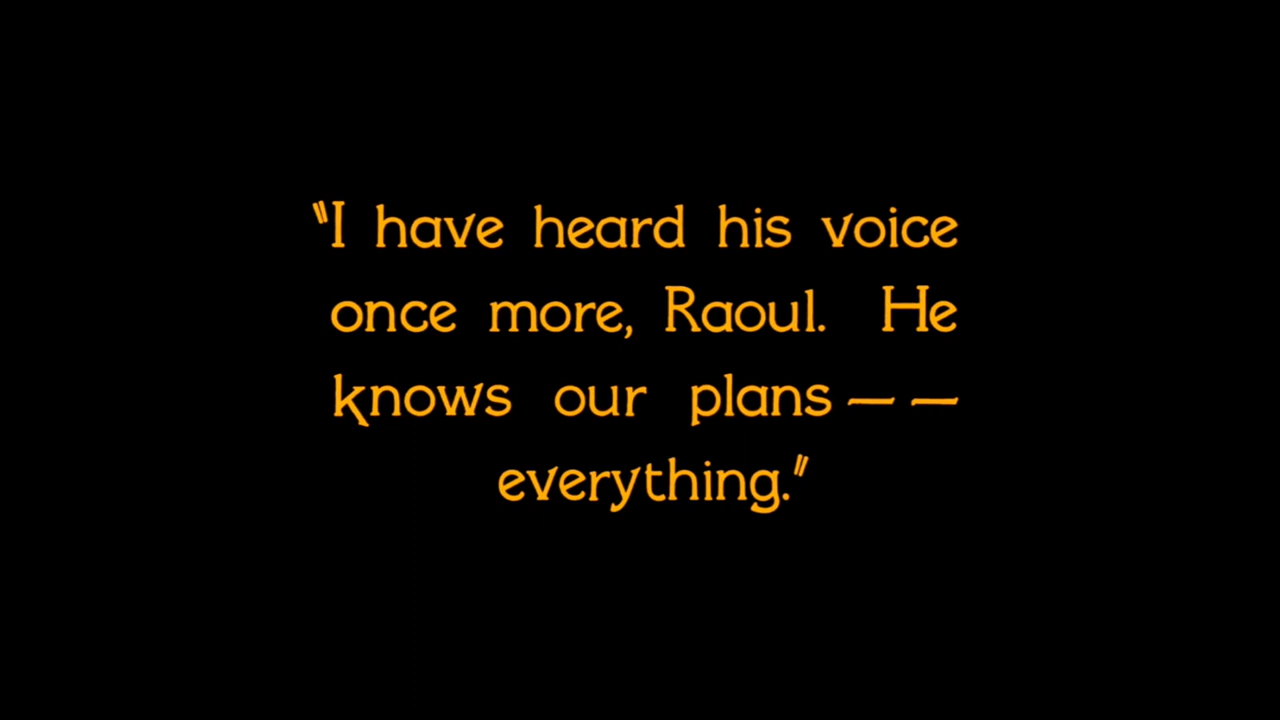 "I have heard his voice
once more, Raoul. He
knows our plans — —
everything."